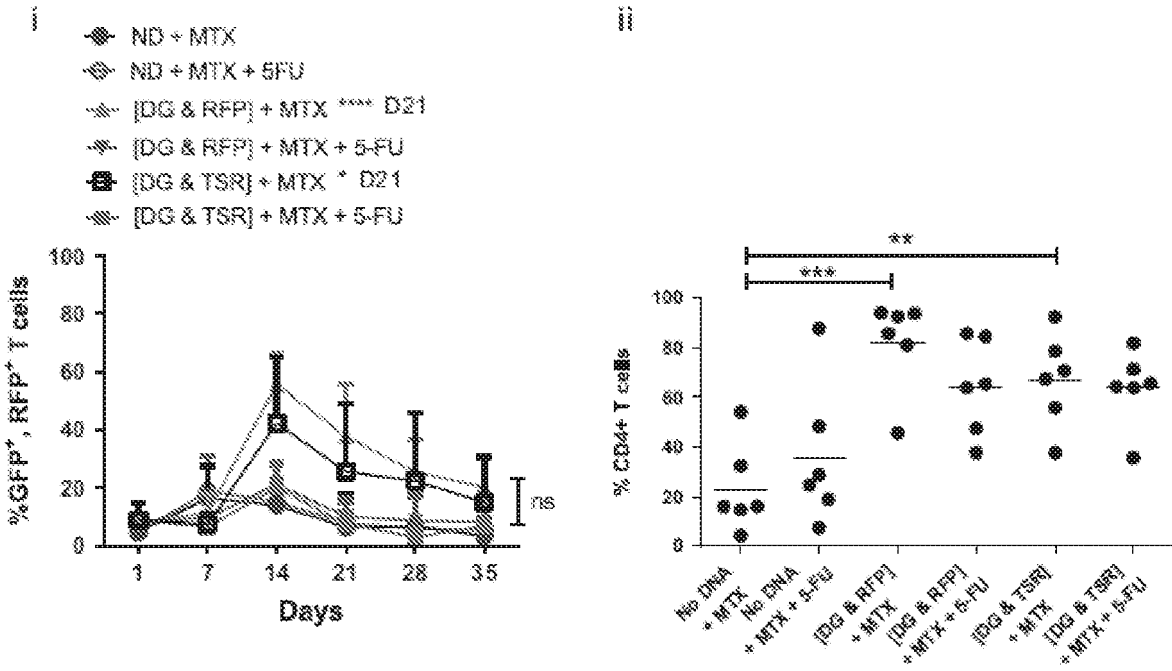 i
ND + MTX
ND + MTX + 5FU
[DG & RFP] + MTX **** D21
[DG & RFP] + MTX + 5-FU
[DG & TSR] + MTX * D21
[DG & TSR] + MTX + 5-FU
%GFP+, RFP+ T cells
100
80
60
40
20
0
1 7 14 21 28 35
Days
ns
ii
**
***
% CD4+ T cells
100
80
60
40
20
0
No DNA
+ MTX
No DNA
+ MTX + 5-FU
[DG & RFP]
+ MTX
[DG & RFP]
+ MTX + 5-FU
[DG & TSR]
+ MTX
[DG & TSR]
+ MTX + 5-FU